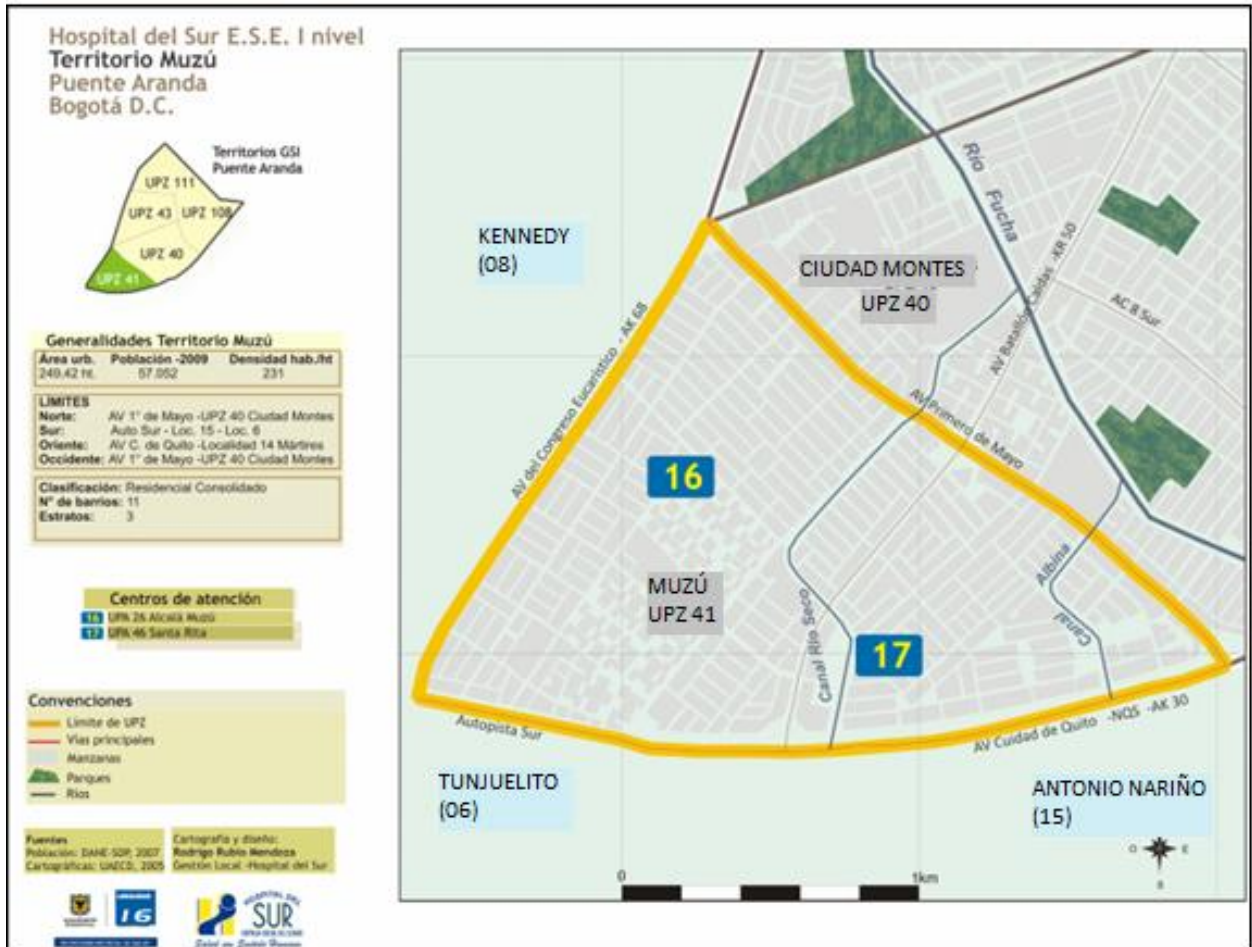 Hospital del Sur E.S.E. I nivel
Territorio Muzú
Puente Aranda
Bogotá D.C.
Territorios GSI
Puente Aranda
UPZ 111
UPZ 43 UPZ 108
UPZ 40
UPZ 41
Generalidades Territorio Muzú
Área urb. Población -2009 Densidad hab./ht
249,42 ht. 57.052 231
LIMITES
Norte: AV 1° de Mayo -UPZ 40 Ciudad Montes
Sur: Auto Sur - Loc. 15 - Loc. 6
Oriente: AV C. de Quito -Localidad 14 Mártires
Occidente: AV 1° de Mayo -UPZ 40 Ciudad Montes
Clasificación: Residencial Consolidado
N° de barrios: 11
Estratos: 3
Centros de atención
16 UPA 26 Alcalá Muzú
17 UPA 46 Santa Rita
Convenciones
Límite de UPZ
Vías principales
Manzanas
Parques
Ríos
Fuentes
Población: DANE-SDP, 2007
Cartográficas: UAECD, 2005
Cartografía y diseño:
Rodrigo Rubio Mendoza
Gestión Local -Hospital del Sur
16
HOSPITAL DEL
SUR
KENNEDY
(08)
CIUDAD MONTES
UPZ 40
Río Fucha
AV Batallón Caldas -KR 50
AC 8 Sur
AV del Congreso Eucarístico - AK 68
AV Primero de Mayo
16
MUZÚ
UPZ 41
Canal Río Seco
17
Canal Albina
Autopista Sur
AV Cuidad de Quito -NQS -AK 30
TUNJUELITO
(06)
ANTONIO NARIÑO
(15)
O E
S
0 1km